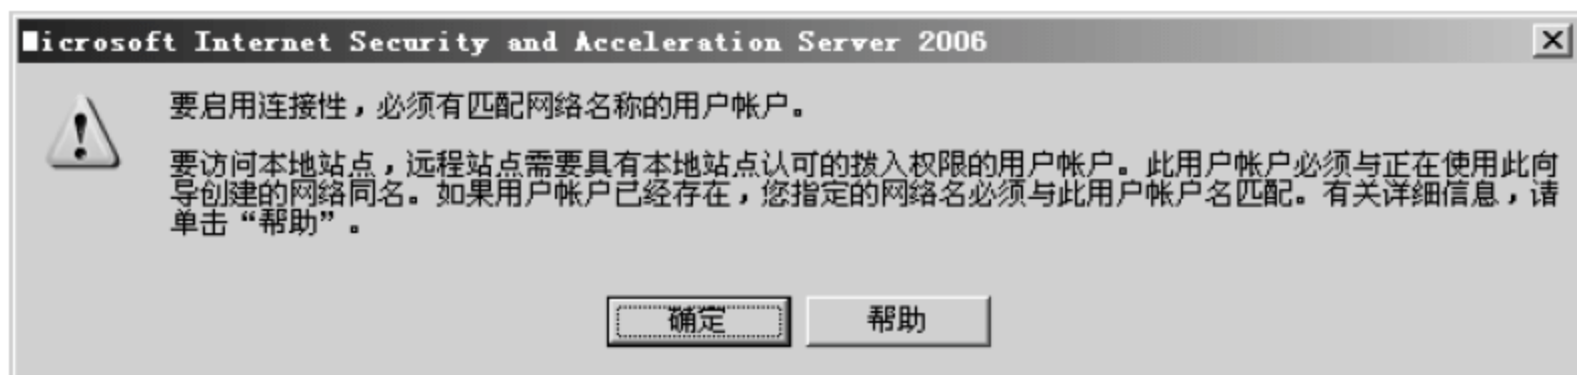 Microsoft Internet Security and Acceleration Server 2006
要启用连接性，必须有匹配网络名称的用户帐户。
要访问本地站点，远程站点需要具有本地站点认可的拨入权限的用户帐户。此用户帐户必须与正在使用此向
导创建的网络同名。如果用户帐户已经存在，您指定的网络名必须与此用户帐户名匹配。有关详细信息，请
单击“帮助”。
确定
帮助